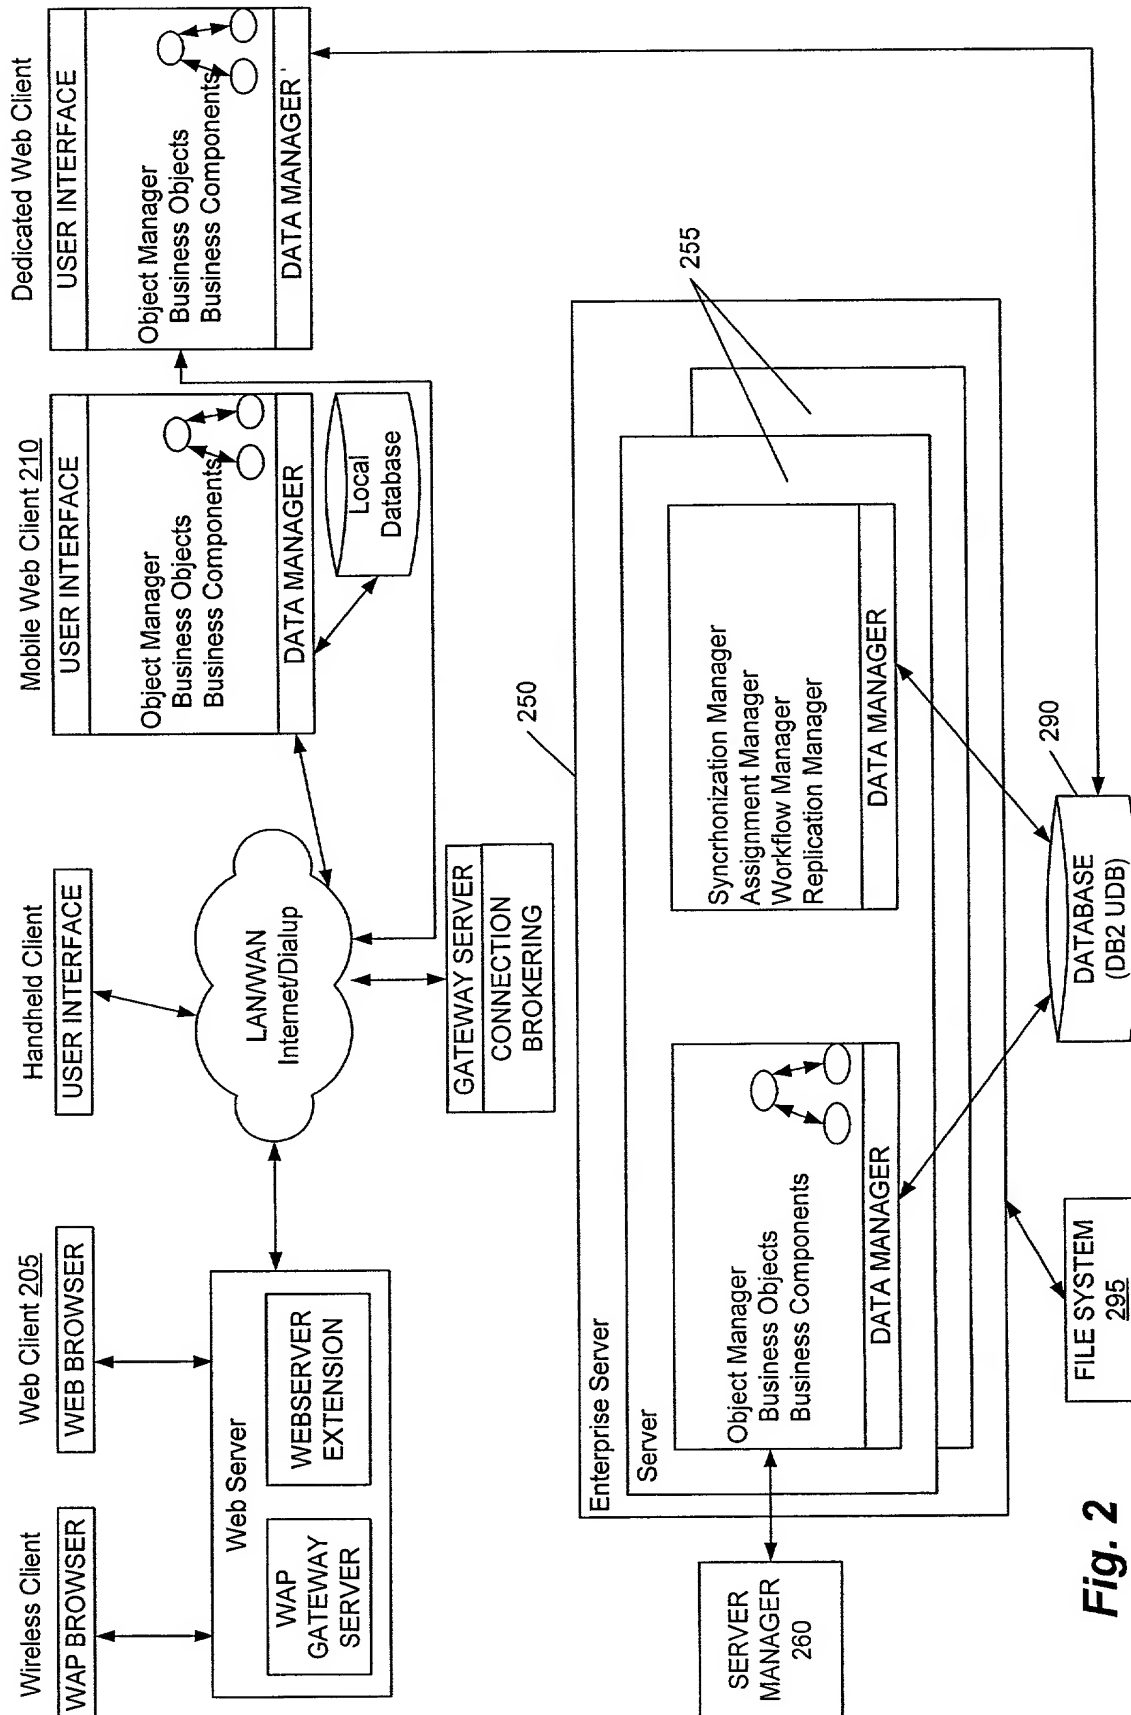 Wireless Client
WAP BROWSER
Web Client 205
WEB BROWSER
Handheld Client
USER INTERFACE
Mobile Web Client 210
USER INTERFACE
Object Manager
Business Objects
Business Components
DATA MANAGER
Local
Database
Dedicated Web Client
USER INTERFACE
Object Manager
Business Objects
Business Components
DATA MANAGER
Web Server
WAP
GATEWAY
SERVER
WEBSERVER
EXTENSION
LAN/WAN
Internet/Dialup
GATEWAY SERVER
CONNECTION
BROKERING
250
255
Enterprise Server
Server
Object Manager
Business Objects
Business Components
DATA MANAGER
Syncrhonization Manager
Assignment Manager
Workflow Manager
Replication Manager
DATA MANAGER
SERVER
MANAGER
260
FILE SYSTEM
295
290
DATABASE
(DB2 UDB)
Fig. 2